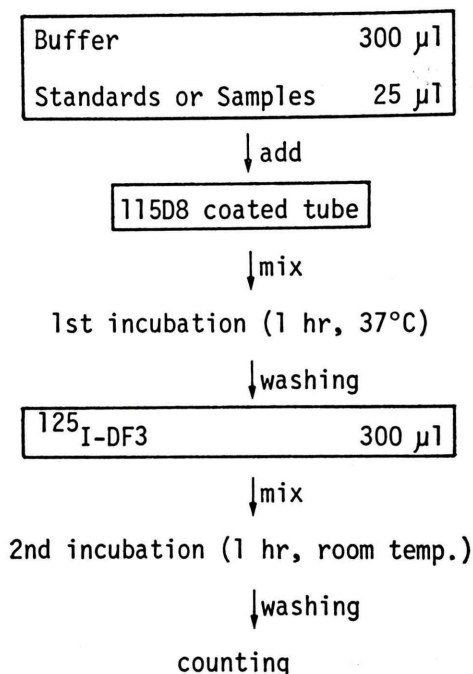 Buffer 300 µl
Standards or Samples 25 µl
add
115D8 coated tube
mix
1st incubation (1 hr, 37°C)
washing
¹²⁵I-DF3 300 µl
mix
2nd incubation (1 hr, room temp.)
washing
counting